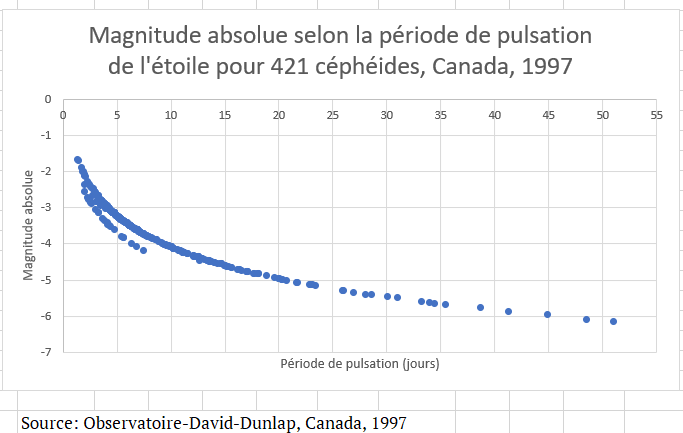 Magnitude absolue selon la période de pulsation
de l'étoile pour 421 céphéides, Canada, 1997
0
0 5 10 15 20 25 30 35 40 45 50 55
-1
-2
-3
-4
-5
-6
-7
Magnitude absolue
Période de pulsation (jours)
Source: Observatoire-David-Dunlap, Canada, 1997